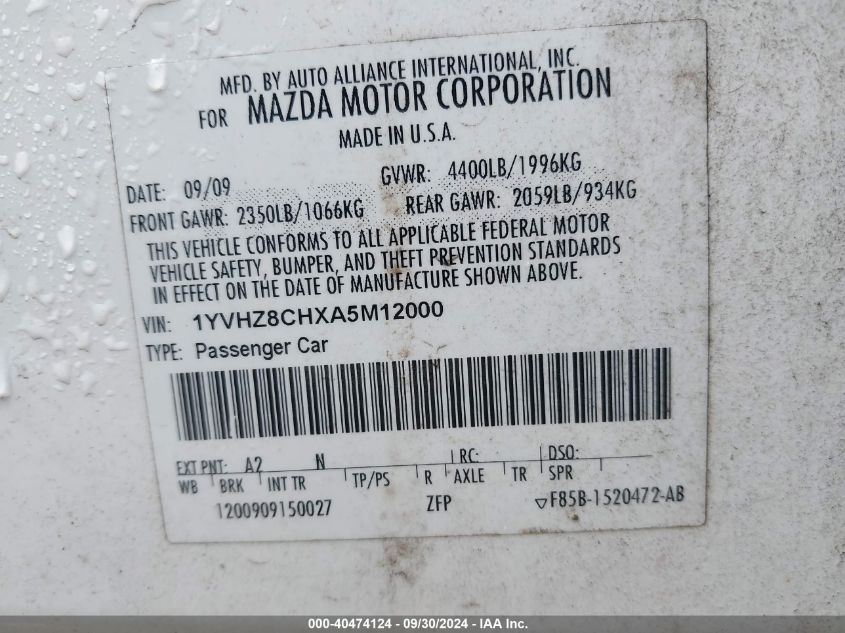 MFD. BY AUTO ALLIANCE INTERNATIONAL, INC.
FOR MAZDA MOTOR CORPORATION
MADE IN U.S.A.
DATE: 09/09 GVWR: 4400LB/1996KG
FRONT GAWR: 2350LB/1066KG REAR GAWR: 2059LB/934KG
THIS VEHICLE CONFORMS TO ALL APPLICABLE FEDERAL MOTOR
VEHICLE SAFETY, BUMPER, AND THEFT PREVENTION STANDARDS
IN EFFECT ON THE DATE OF MANUFACTURE SHOWN ABOVE.
VIN: 1YVHZ8CHXA5M12000
TYPE: Passenger Car
EXT PNT: A2 N RC: DSO:
WB BRK INT TR TP/PS R AXLE TR SPR
1200909150027 ZFP ▽F85B-1520472-AB
000-40474124 - 09/30/2024 - IAA Inc.